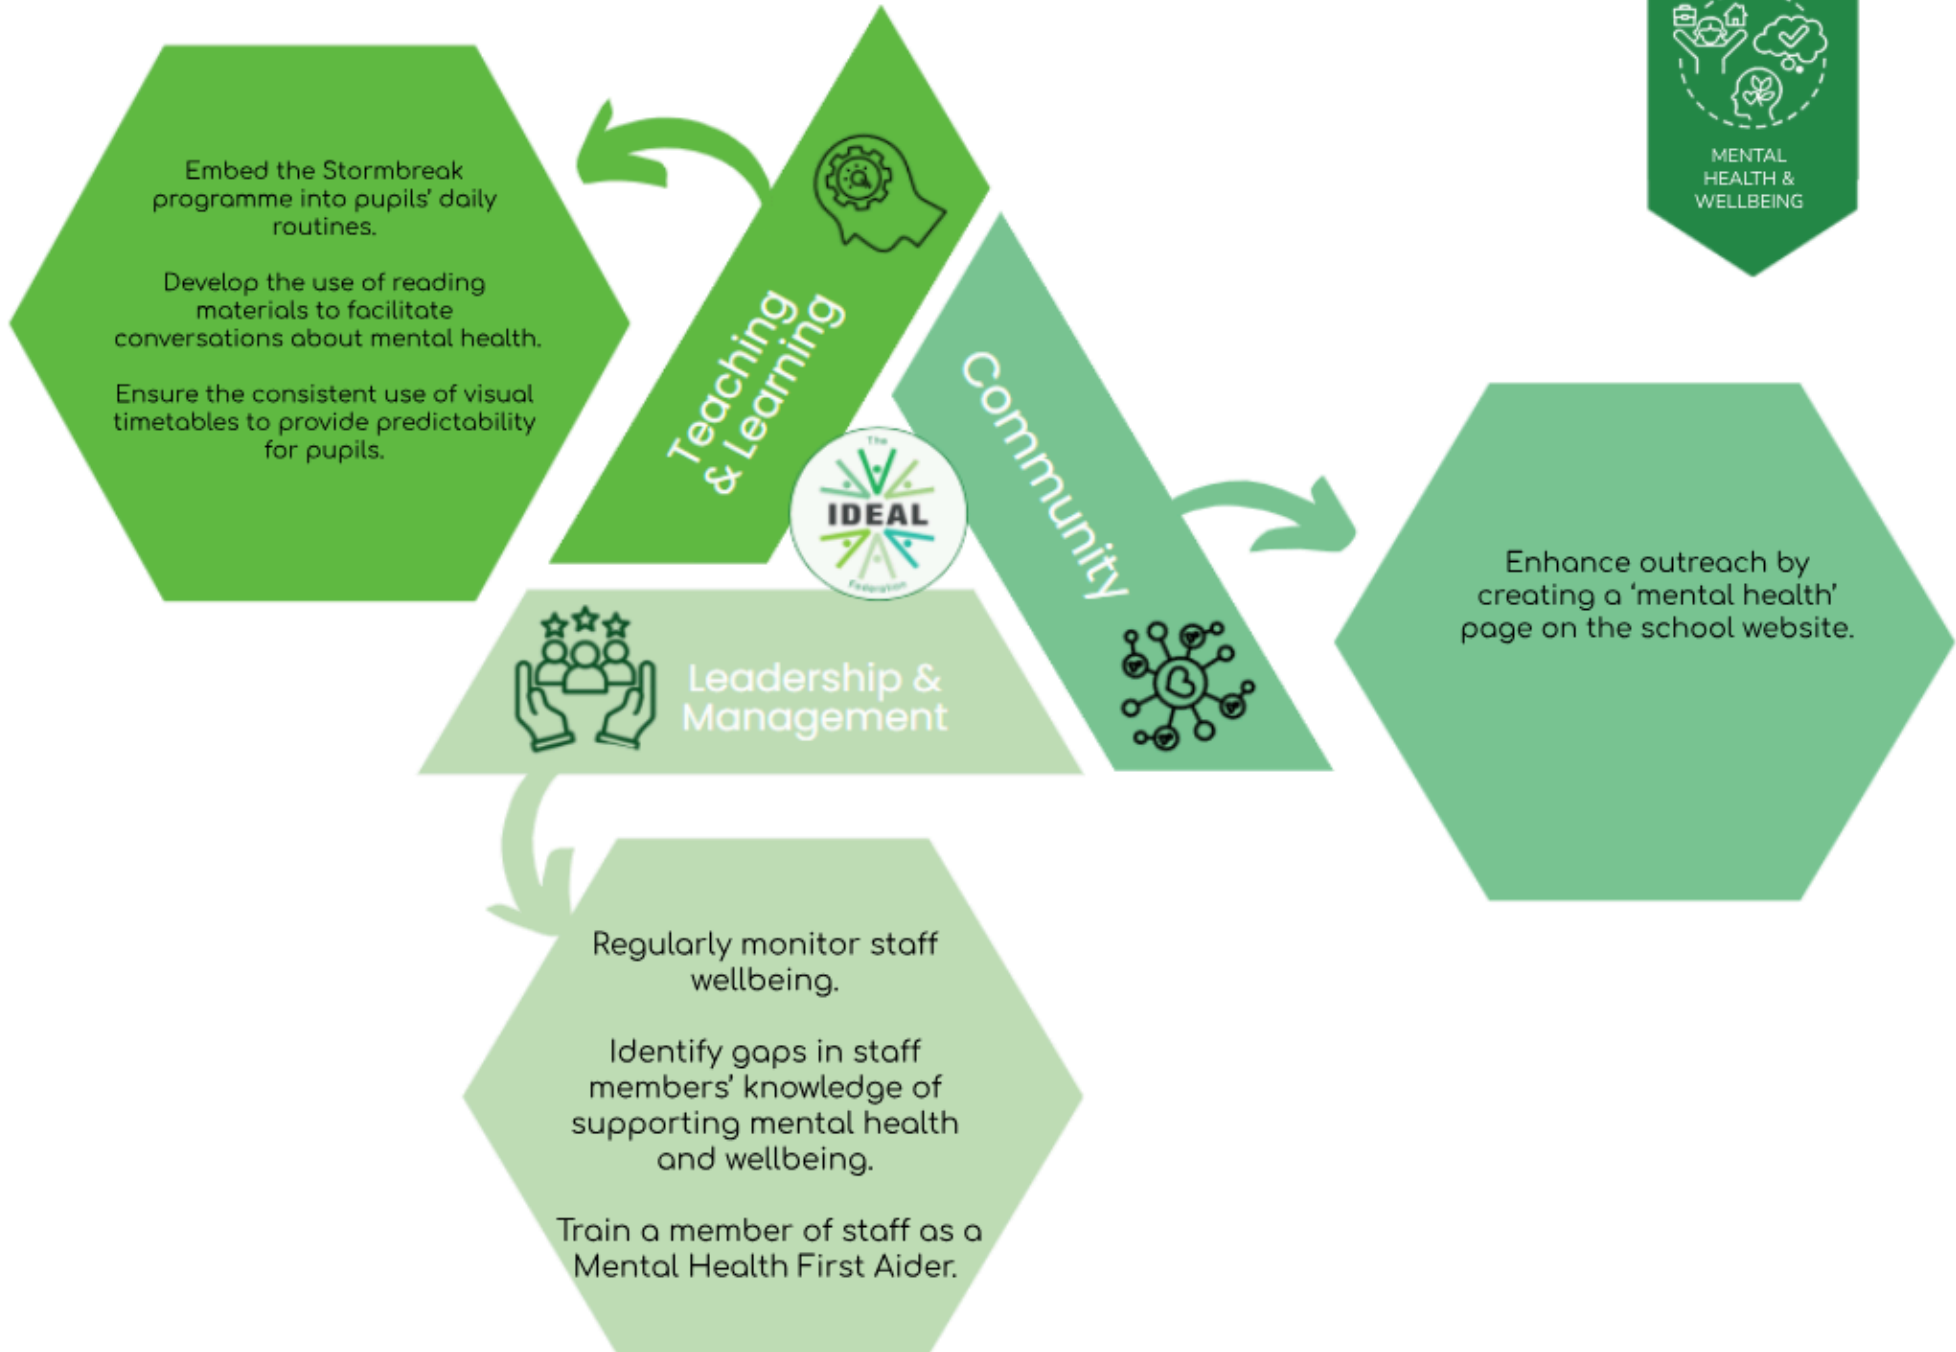 MENTAL
HEALTH &
WELLBEING
Embed the Stormbreak
programme into pupils' daily
routines.
Develop the use of reading
materials to facilitate
conversations about mental health.
Ensure the consistent use of visual
timetables to provide predictability
for pupils.
Teaching
& Learning
Community
The
IDEAL
Federation
Enhance outreach by
creating a 'mental health'
page on the school website.
Leadership &
Management
Regularly monitor staff
wellbeing.
Identify gaps in staff
members' knowledge of
supporting mental health
and wellbeing.
Train a member of staff as a
Mental Health First Aider.